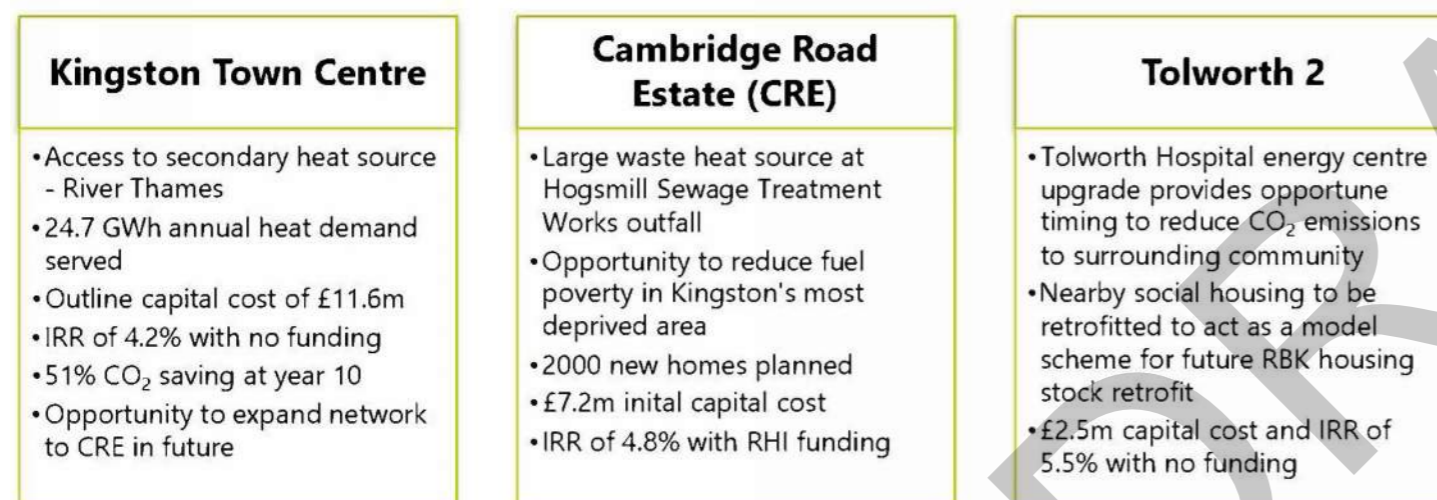 Kingston Town Centre
•Access to secondary heat source
- River Thames
•24.7 GWh annual heat demand
served
•Outline capital cost of £11.6m
•IRR of 4.2% with no funding
•51% CO₂ saving at year 10
•Opportunity to expand network
to CRE in future
Cambridge Road
Estate (CRE)
•Large waste heat source at
Hogsmill Sewage Treatment
Works outfall
•Opportunity to reduce fuel
poverty in Kingston's most
deprived area
•2000 new homes planned
•£7.2m inital capital cost
•IRR of 4.8% with RHI funding
Tolworth 2
•Tolworth Hospital energy centre
upgrade provides opportune
timing to reduce CO₂ emissions
to surrounding community
•Nearby social housing to be
retrofitted to act as a model
scheme for future RBK housing
stock retrofit
•£2.5m capital cost and IRR of
5.5% with no funding